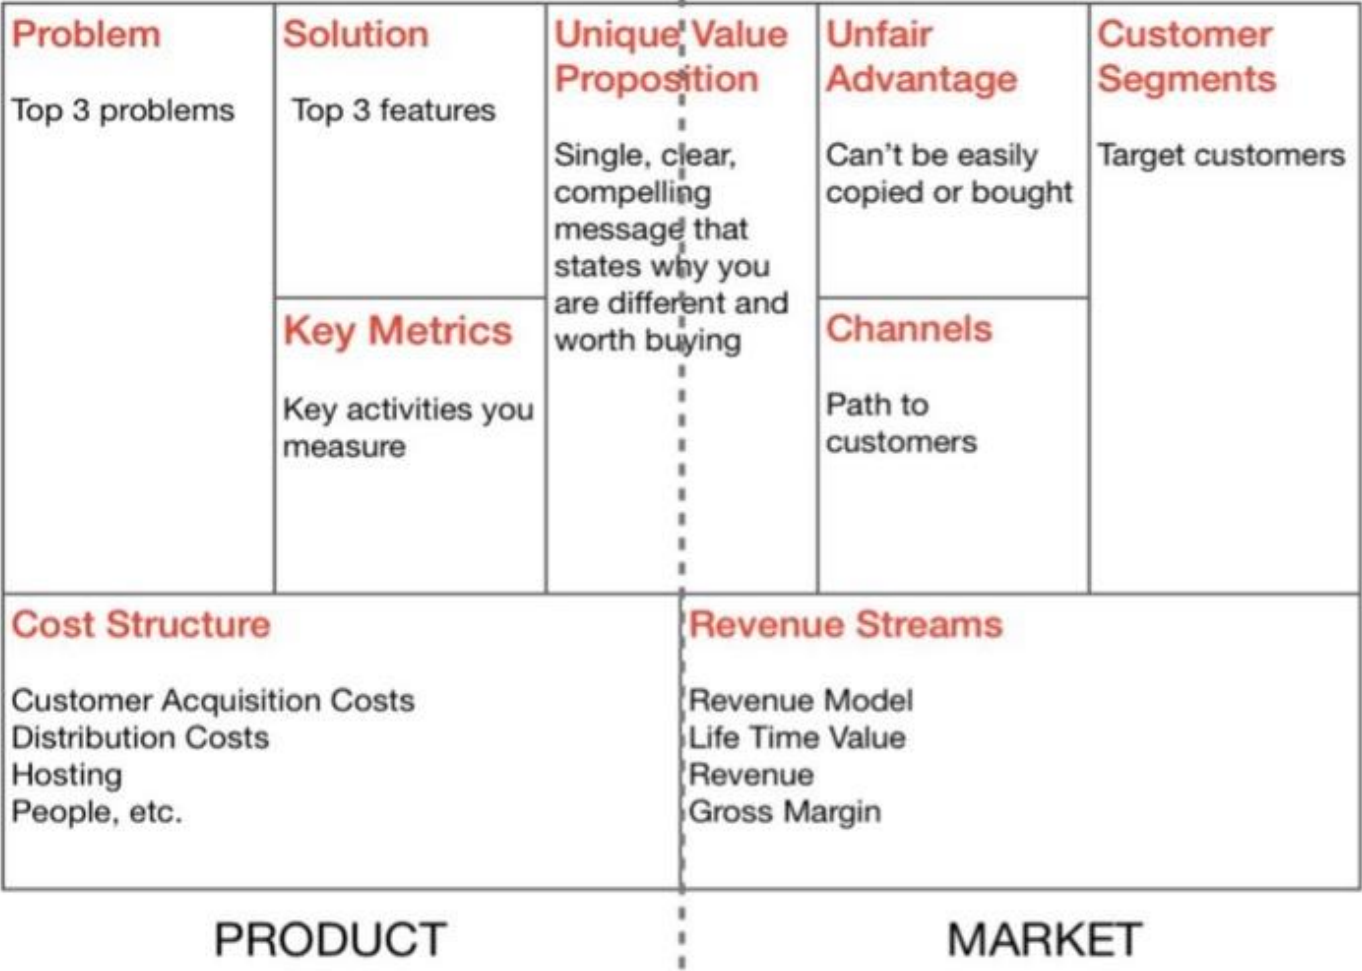 Problem
Top 3 problems
Solution
Top 3 features
Key Metrics
Key activities you
measure
Unique Value
Proposition
Single, clear,
compelling
message that
states why you
are different and
worth buying
Unfair
Advantage
Can't be easily
copied or bought
Channels
Path to
customers
Customer
Segments
Target customers
Cost Structure
Customer Acquisition Costs
Distribution Costs
Hosting
People, etc.
Revenue Streams
Revenue Model
Life Time Value
Revenue
Gross Margin
PRODUCT
MARKET